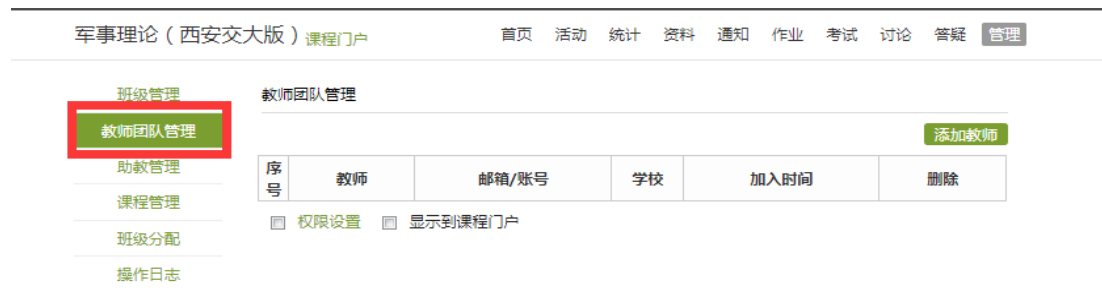 军事理论（西安交大版）课程门户 首页 活动 统计 资料 通知 作业 考试 讨论 答疑 管理
班级管理 教师团队管理
教师团队管理 添加教师
助教管理 序号 教师 邮箱/账号 学校 加入时间 删除
课程管理
权限设置 显示到课程门户
班级分配
操作日志